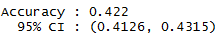 Accuracy : 0.422
95% CI : (0.4126, 0.4315)